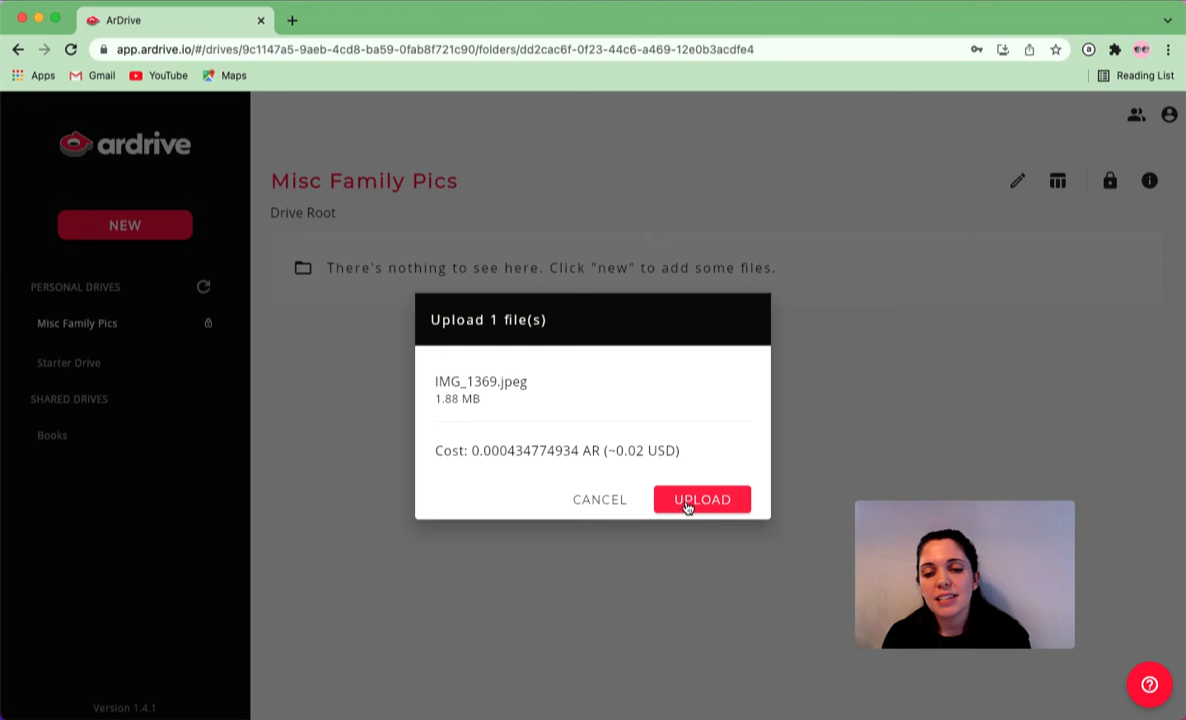 ArDrive
app.ardrive.io/#/drives/9c1147a5-9aeb-4cd8-ba59-0fab8f721c90/folders/dd2cac6f-0f23-44c6-a469-12e0b3acdfe4
Apps Gmail YouTube Maps Reading List
ardrive
NEW
PERSONAL DRIVES
Misc Family Pics
Starter Drive
SHARED DRIVES
Books
Version 1.4.1
Misc Family Pics
Drive Root
There's nothing to see here. Click "new" to add some files.
Upload 1 file(s)
IMG_1369.jpeg
1.88 MB
Cost: 0.000434774934 AR (~0.02 USD)
CANCEL UPLOAD